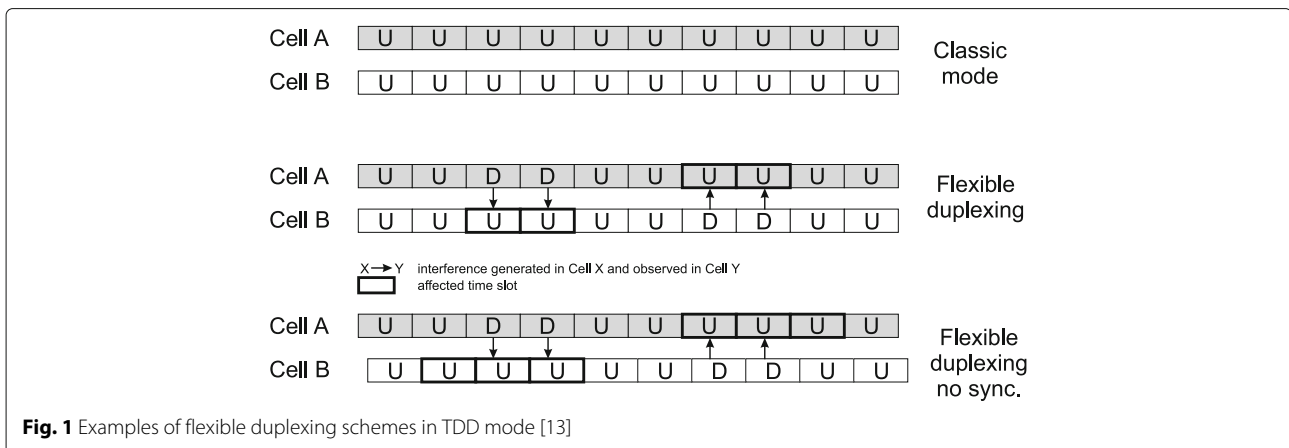 Cell A U U U U U U U U U U
Cell B U U U U U U U U U U
Classic
mode
Cell A U U D D U U U U U U
Cell B U U U U U U D D U U
Flexible
duplexing
X → Y interference generated in Cell X and observed in Cell Y
affected time slot
Cell A U U D D U U U U U U
Cell B U U U U U U D D U U
Flexible
duplexing
no sync.
Fig. 1 Examples of flexible duplexing schemes in TDD mode [13]